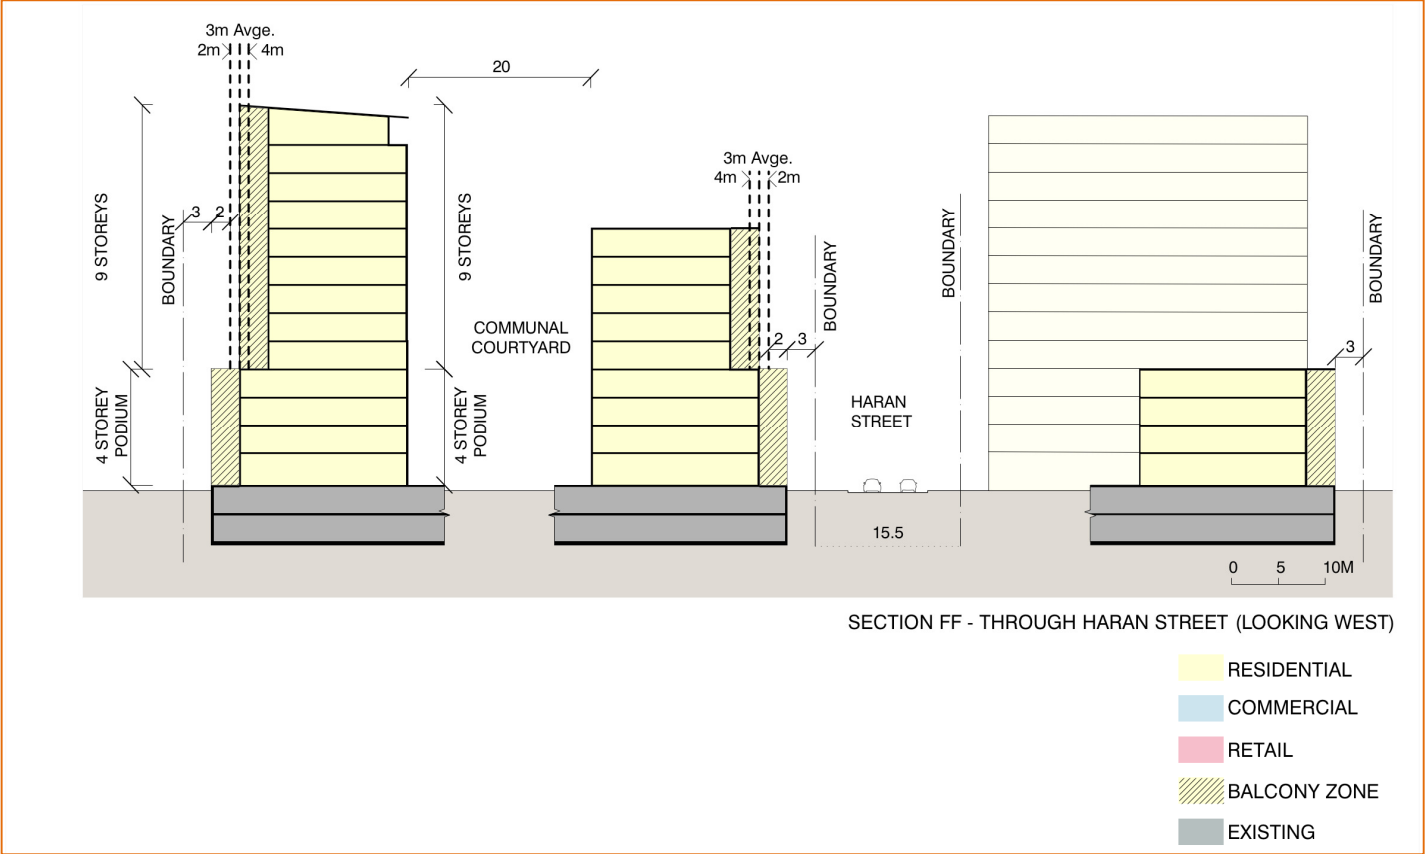 3m Avge.
2m
4m
20
3m Avge.
4m
2m
9 STOREYS
BOUNDARY
3
2
9 STOREYS
COMMUNAL
COURTYARD
2
3
BOUNDARY
BOUNDARY
BOUNDARY
3
4 STOREY
PODIUM
4 STOREY
PODIUM
HARAN
STREET
15.5
0
5
10M
SECTION FF - THROUGH HARAN STREET (LOOKING WEST)
RESIDENTIAL
COMMERCIAL
RETAIL
BALCONY ZONE
EXISTING